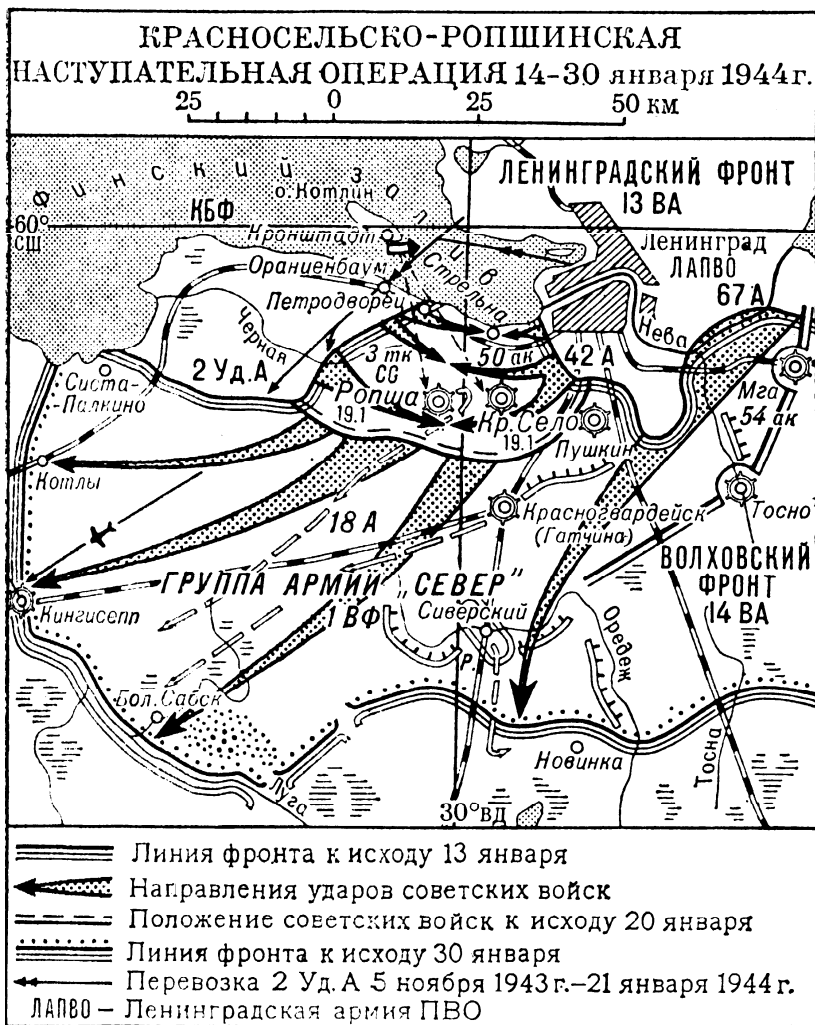 КРАСНОСЕЛЬСКО-РОПШИНСКАЯ
НАСТУПАТЕЛЬНАЯ ОПЕРАЦИЯ 14-30 января 1944г.
25 0 25 50 км
Финский залив
о. Котлин
ЛЕНИНГРАДСКИЙ ФРОНТ
13 ВА
КБФ
60°
сш
Кронштадт
Ленинград
ЛАПВО
Ораниенбаум
Стрельна
67 А
Петродворец
Нева
Черная
3 тк
СС
50 ак
42 А
2 Уд. А
Систа-
Палкино
Мга
54 ак
Ропша
19.1
Кр. Село
19.1
Пушкин
Котлы
Красногвардейск
(Гатчина)
Тосно
18 А
ВОЛХОВСКИЙ
ФРОНТ
14 ВА
ГРУППА АРМИЙ „СЕВЕР"
Кингисепп
1 ВФ
Сиверский
р. Оредеж
Бол. Сабск
Новинка
Тосна
Луга
30°вд
Линия фронта к исходу 13 января
Направления ударов советских войск
Положение советских войск к исходу 20 января
Линия фронта к исходу 30 января
Перевозка 2 Уд. А 5 ноября 1943г.–21 января 1944г.
ЛАПВО – Ленинградская армия ПВО